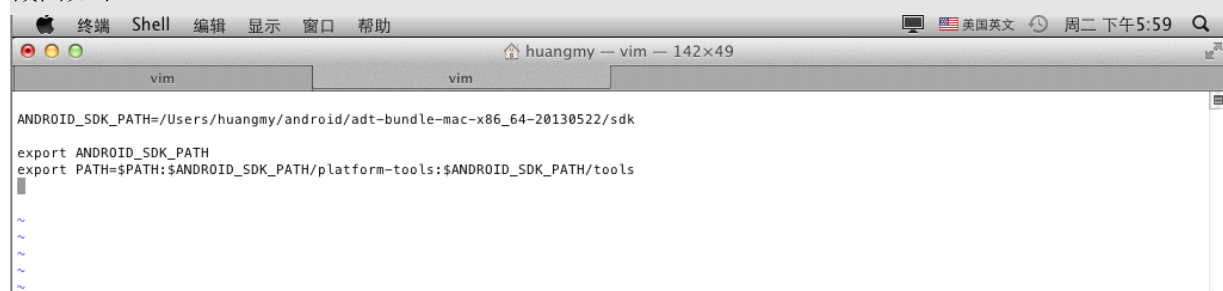 终端 Shell 编辑 显示 窗口 帮助 美国英文 周二 下午5:59
huangmy — vim — 142×49
vim vim
ANDROID_SDK_PATH=/Users/huangmy/android/adt-bundle-mac-x86_64-20130522/sdk
export ANDROID_SDK_PATH
export PATH=$PATH:$ANDROID_SDK_PATH/platform-tools:$ANDROID_SDK_PATH/tools
~
~
~
~
~